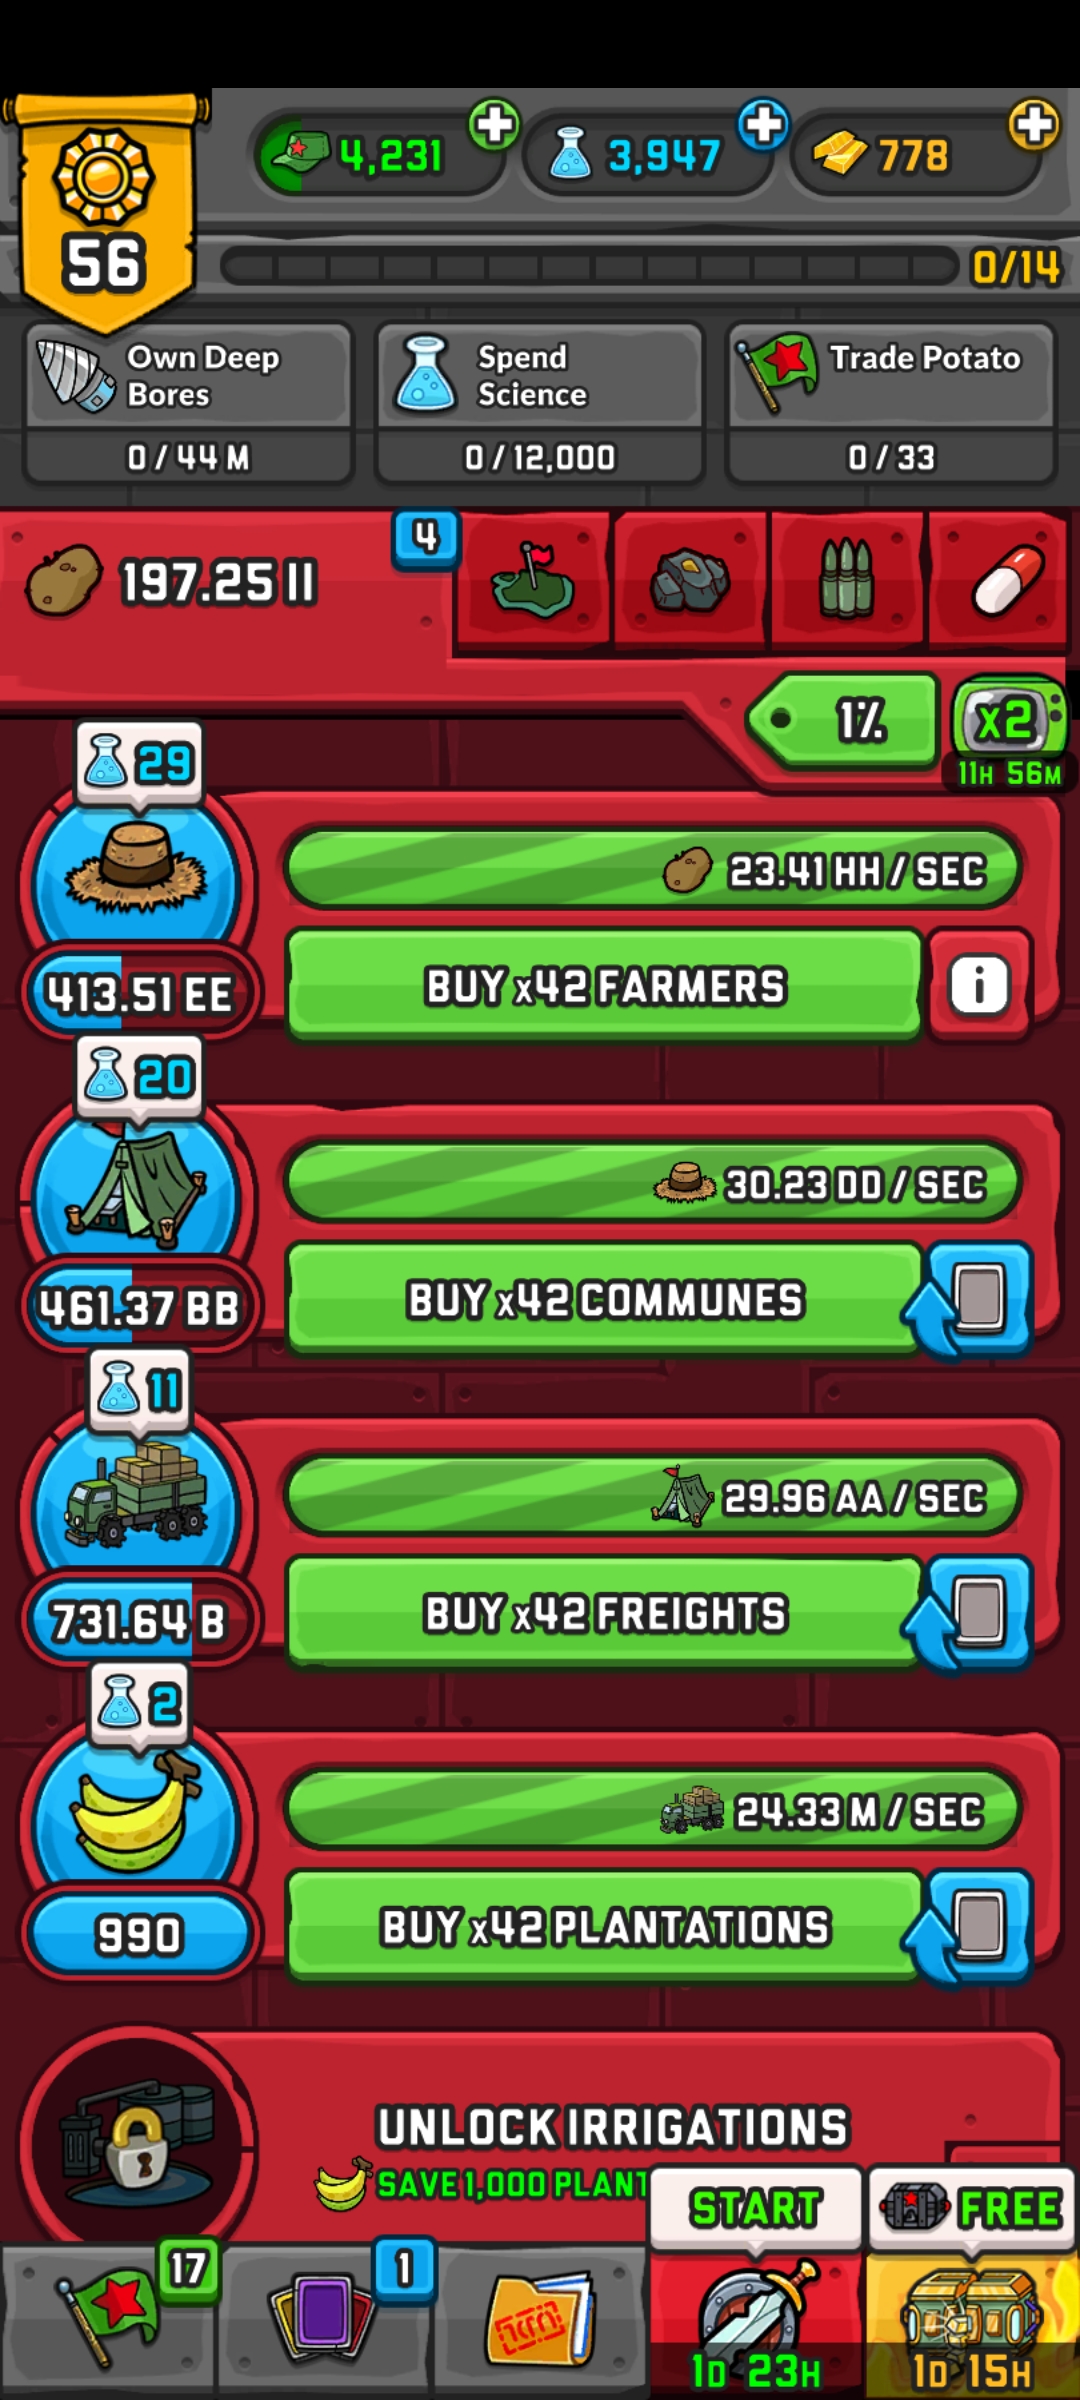 4,231
3,947
778
56
0/14
Own Deep
Bores
Spend
Science
Trade Potato
0 / 44 M
0 / 12,000
0 / 33
197.25 II
4
1%
x2
11H 56M
29
23.41 HH / SEC
413.51 EE
BUY x42 FARMERS
i
20
30.23 DD / SEC
461.37 BB
BUY x42 COMMUNES
11
29.96 AA / SEC
731.64 B
BUY x42 FREIGHTS
2
24.33 M / SEC
990
BUY x42 PLANTATIONS
UNLOCK IRRIGATIONS
SAVE 1,000 PLANT
START
FREE
17
1
1D 23H
1D 15H